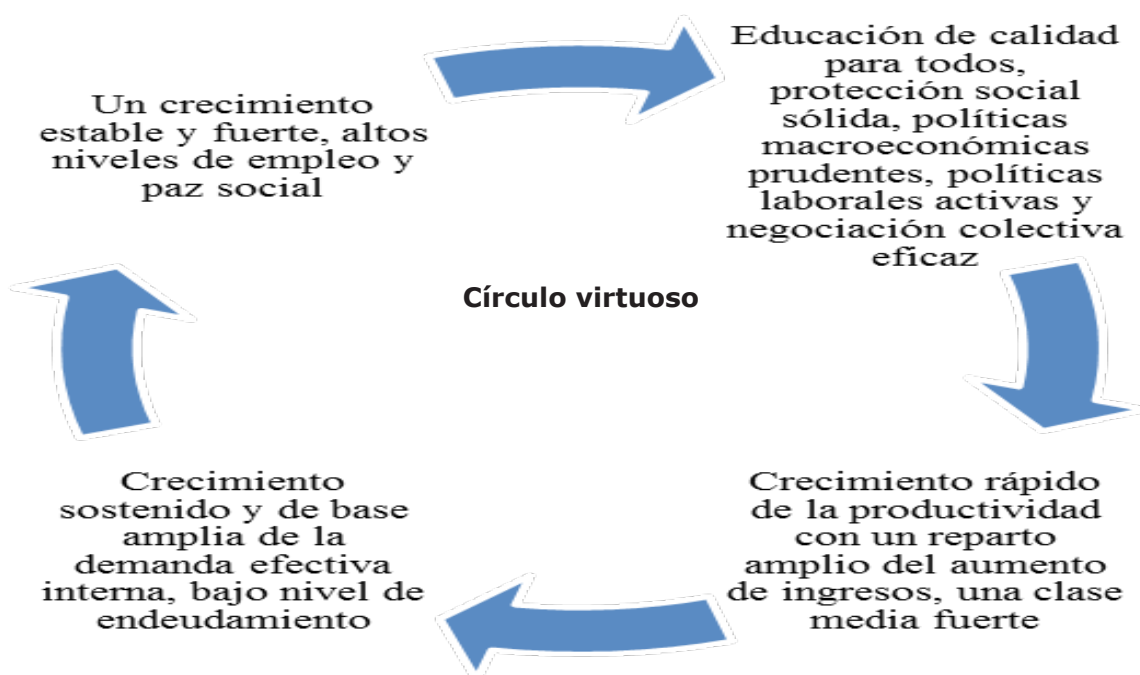 Un crecimiento
estable y fuerte, altos
niveles de empleo y
paz social
Educación de calidad
para todos,
protección social
sólida, políticas
macroeconómicas
prudentes, políticas
laborales activas y
negociación colectiva
eficaz
Círculo virtuoso
Crecimiento
sostenido y de base
amplia de la
demanda efectiva
interna, bajo nivel de
endeudamiento
Crecimiento rápido
de la productividad
con un reparto
amplio del aumento
de ingresos, una clase
media fuerte